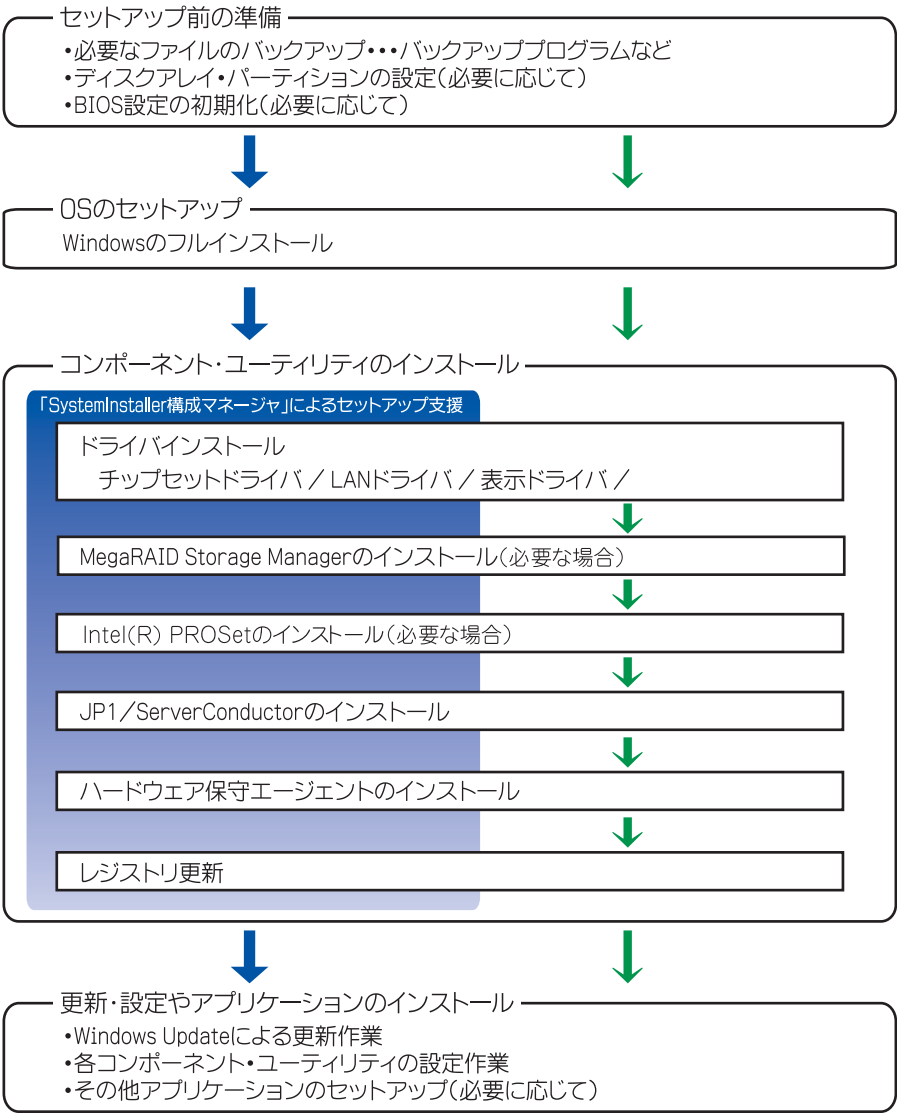 セットアップ前の準備
・必要なファイルのバックアップ・・・バックアッププログラムなど
・ディスクアレイ・パーティションの設定(必要に応じて)
・BIOS設定の初期化(必要に応じて)
OSのセットアップ
Windowsのフルインストール
コンポーネント・ユーティリティのインストール
「SystemInstaller構成マネージャ」によるセットアップ支援
ドライバインストール
チップセットドライバ / LANドライバ / 表示ドライバ /
MegaRAID Storage Managerのインストール(必要な場合)
Intel(R) PROSetのインストール(必要な場合)
JP1/ServerConductorのインストール
ハードウェア保守エージェントのインストール
レジストリ更新
更新・設定やアプリケーションのインストール
・Windows Updateによる更新作業
・各コンポーネント・ユーティリティの設定作業
・その他アプリケーションのセットアップ(必要に応じて)